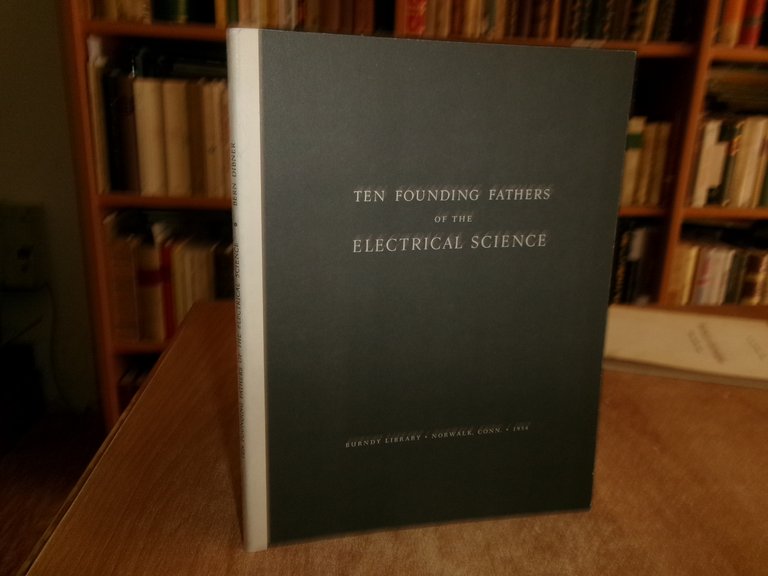 TEN FOUNDING FATHERS
OF THE
ELECTRICAL SCIENCE
BURNDY LIBRARY • NORWALK, CONN. • 1954
TEN FOUNDING FATHERS OF THE ELECTRICAL SCIENCE • BERN DIBNER